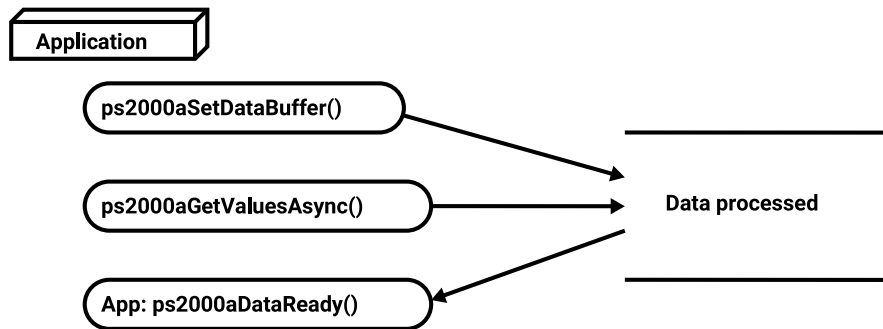 Application
ps2000aSetDataBuffer()
ps2000aGetValuesAsync()
Data processed
App: ps2000aDataReady()